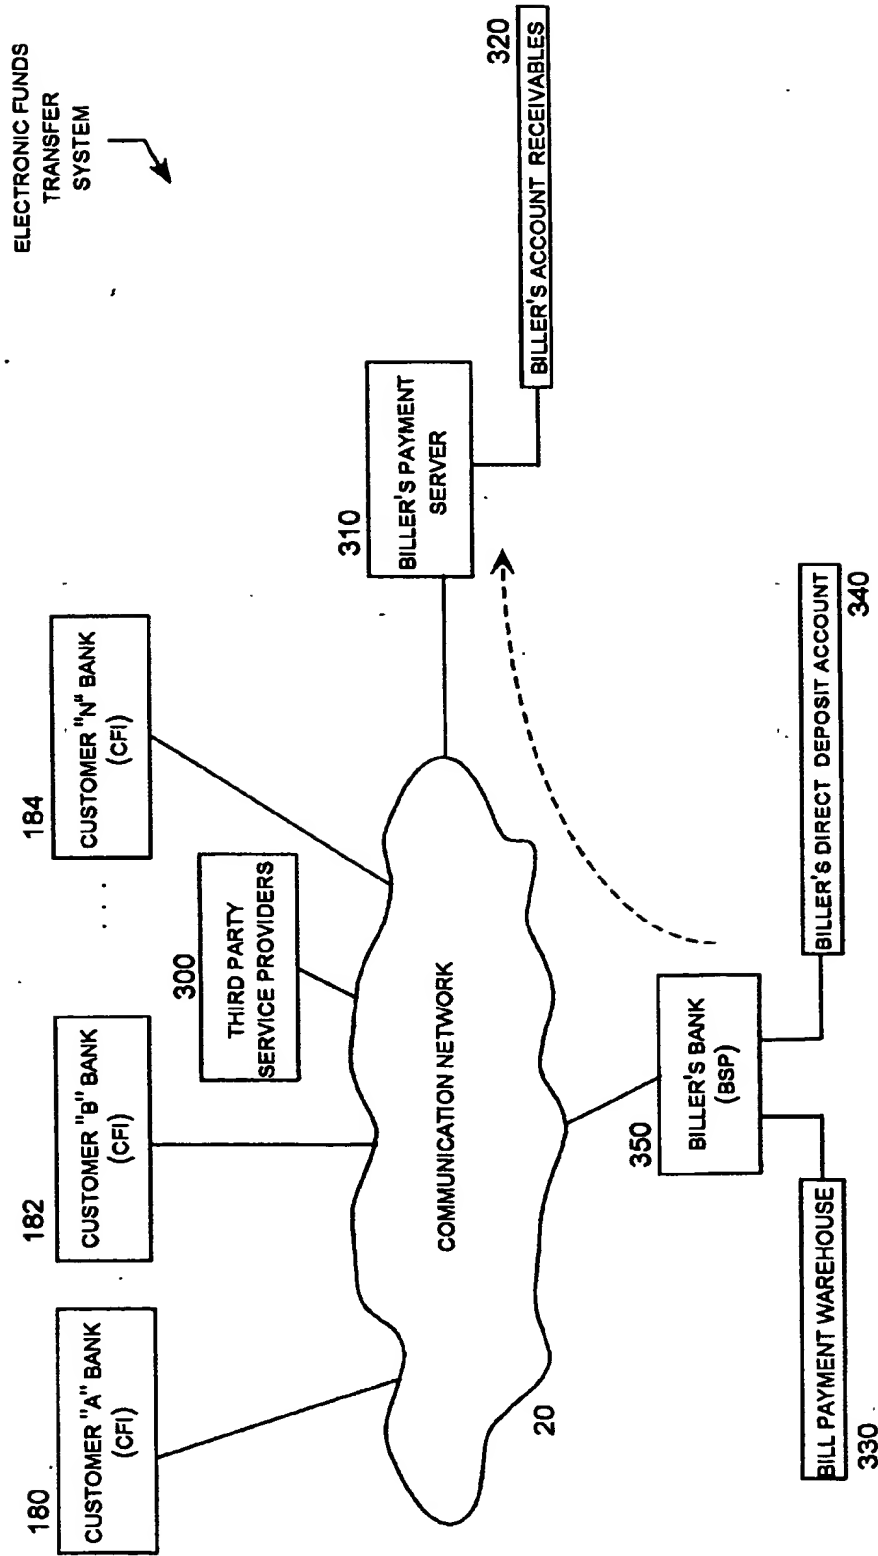 ELECTRONIC FUNDS
TRANSFER
SYSTEM
180
CUSTOMER "A" BANK
(CFI)
182
CUSTOMER "B" BANK
(CFI)
. . .
184
CUSTOMER "N" BANK
(CFI)
300
THIRD PARTY
SERVICE PROVIDERS
COMMUNICATION NETWORK
20
310
BILLER'S PAYMENT
SERVER
320
BILLER'S ACCOUNT RECEIVABLES
350
BILLER'S BANK
(BSP)
BILL PAYMENT WAREHOUSE
330
BILLER'S DIRECT DEPOSIT ACCOUNT
340